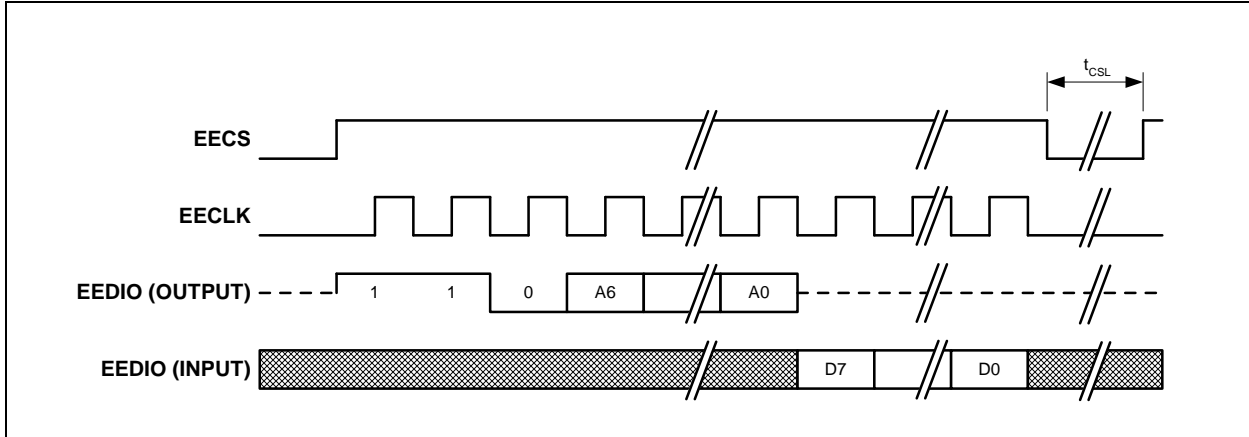 tCSL
EECS
EECLK
EEDIO (OUTPUT) 1 1 0 A6 A0
EEDIO (INPUT) D7 D0